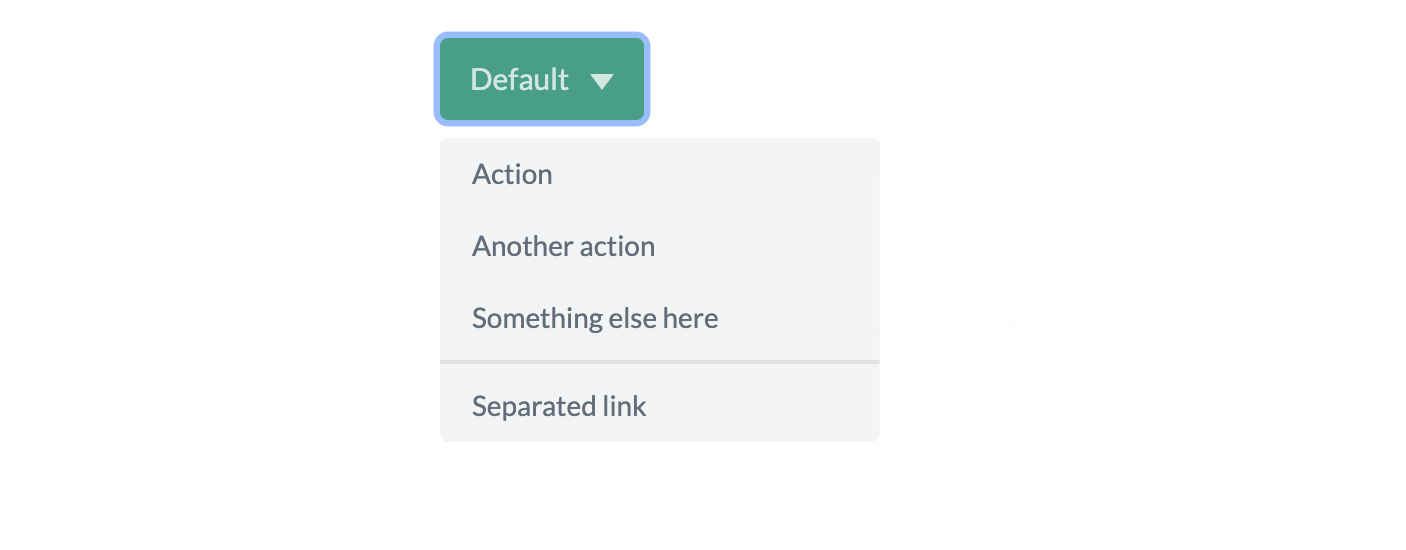 Default
Action
Another action
Something else here
Separated link